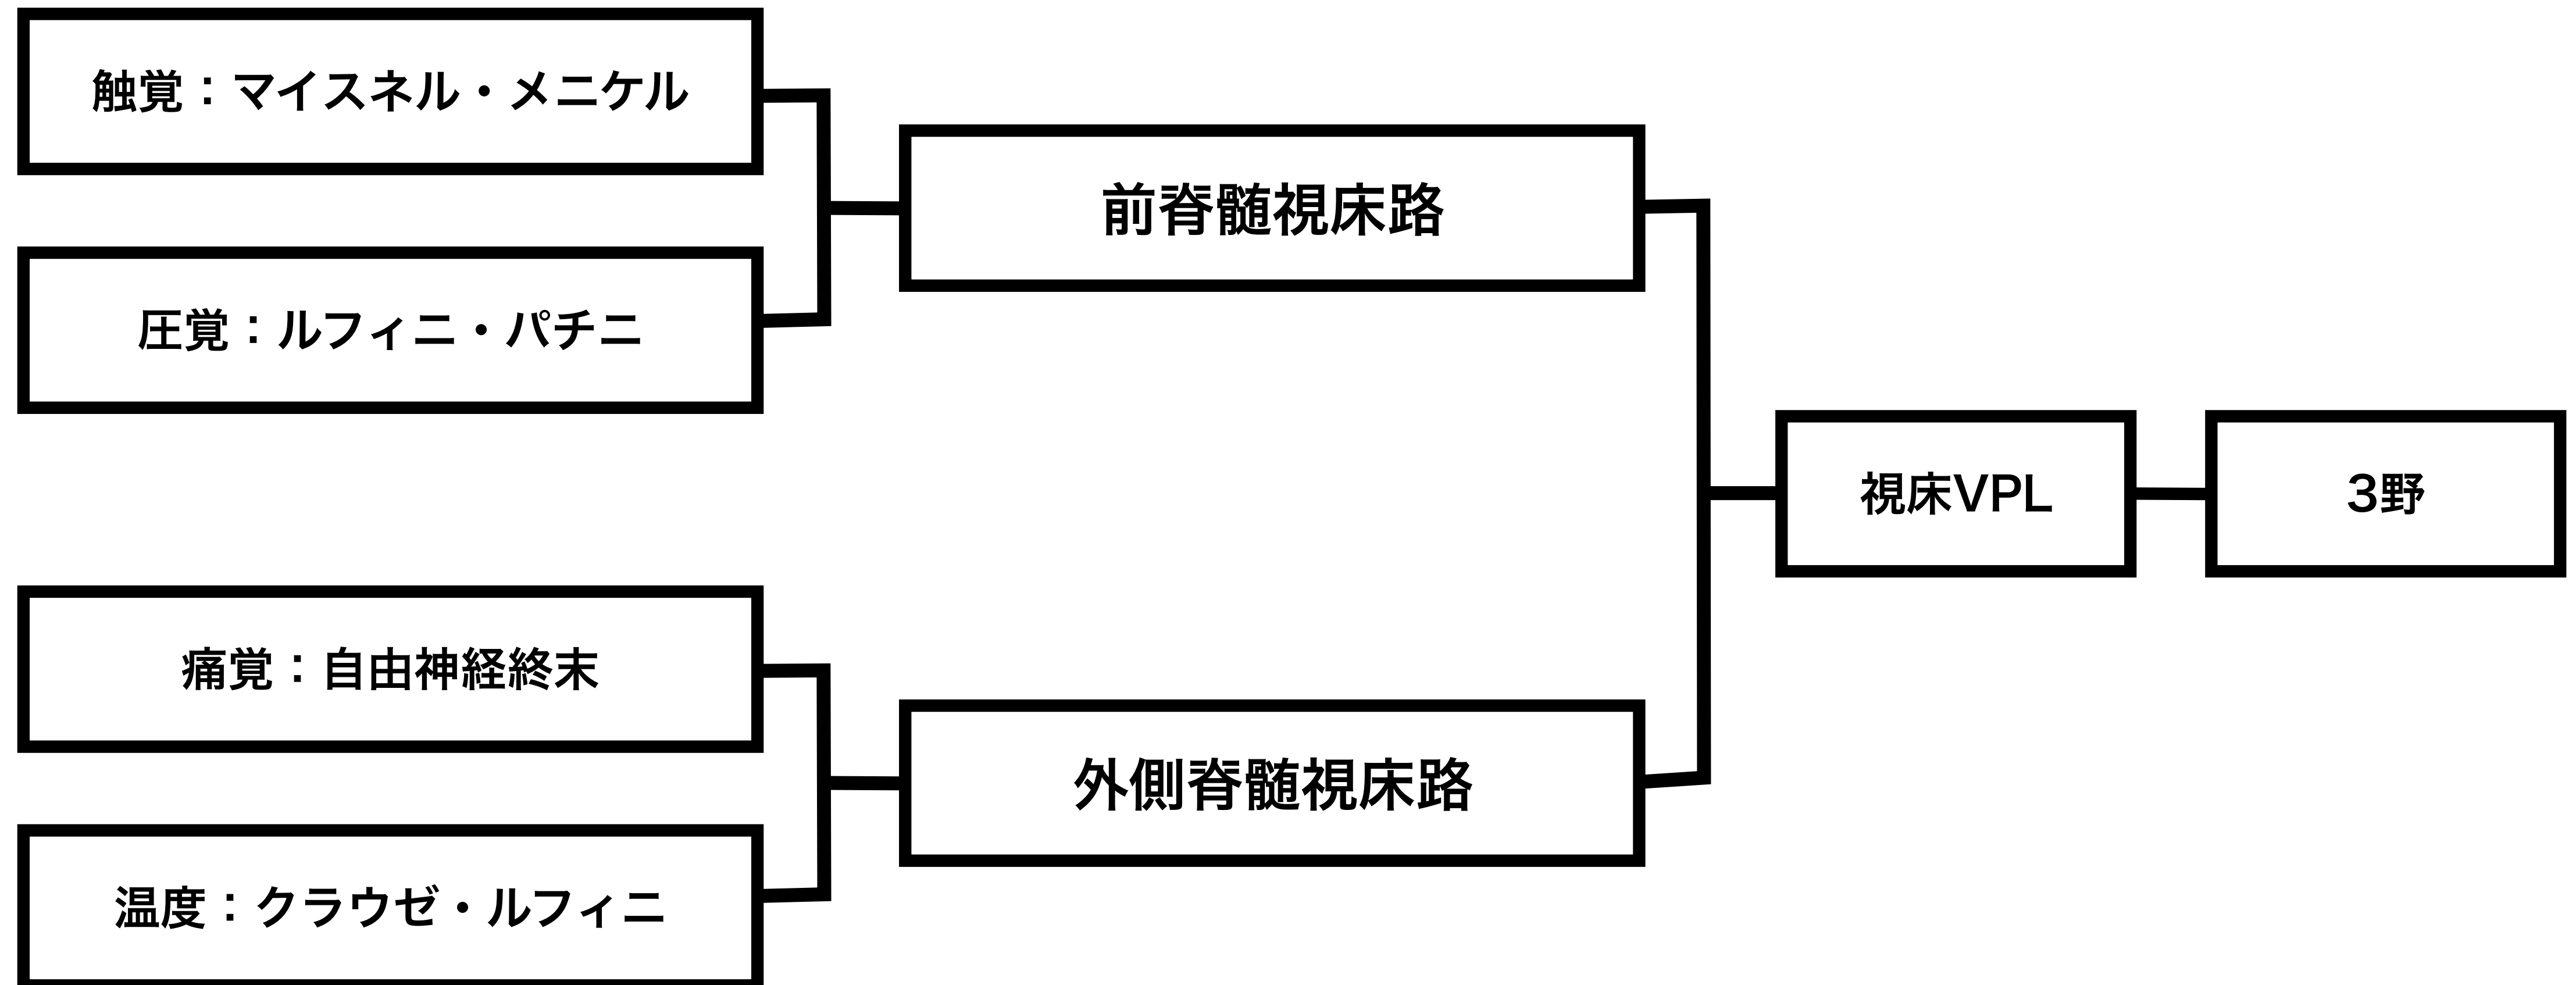 触覚：マイスネル・メニケル
圧覚：ルフィニ・パチニ
前脊髄視床路
痛覚：自由神経終末
温度：クラウゼ・ルフィニ
外側脊髄視床路
視床VPL
3野